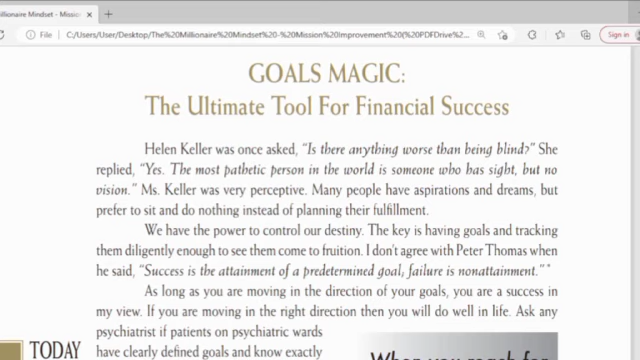 illionaire Mindset - Mission
File
C:/Users/User/Desktop/The%20Millionaire%20Mindset%20-%20Mission%20Improvement%20(%20PDFDrive%...
Sign in
GOALS MAGIC:
The Ultimate Tool For Financial Success
Helen Keller was once asked, "Is there anything worse than being blind?" She
replied, "Yes. The most pathetic person in the world is someone who has sight, but no
vision." Ms. Keller was very perceptive. Many people have aspirations and dreams, but
prefer to sit and do nothing instead of planning their fulfillment.
We have the power to control our destiny. The key is having goals and tracking
them diligently enough to see them come to fruition. I don't agree with Peter Thomas when
he said, "Success is the attainment of a predetermined goal; failure is nonattainment."*
As long as you are moving in the direction of your goals, you are a success in
my view. If you are moving in the right direction then you will do well in life. Ask any
psychiatrist if patients on psychiatric wards
have clearly defined goals and know exactly
TODAY
When you reach for